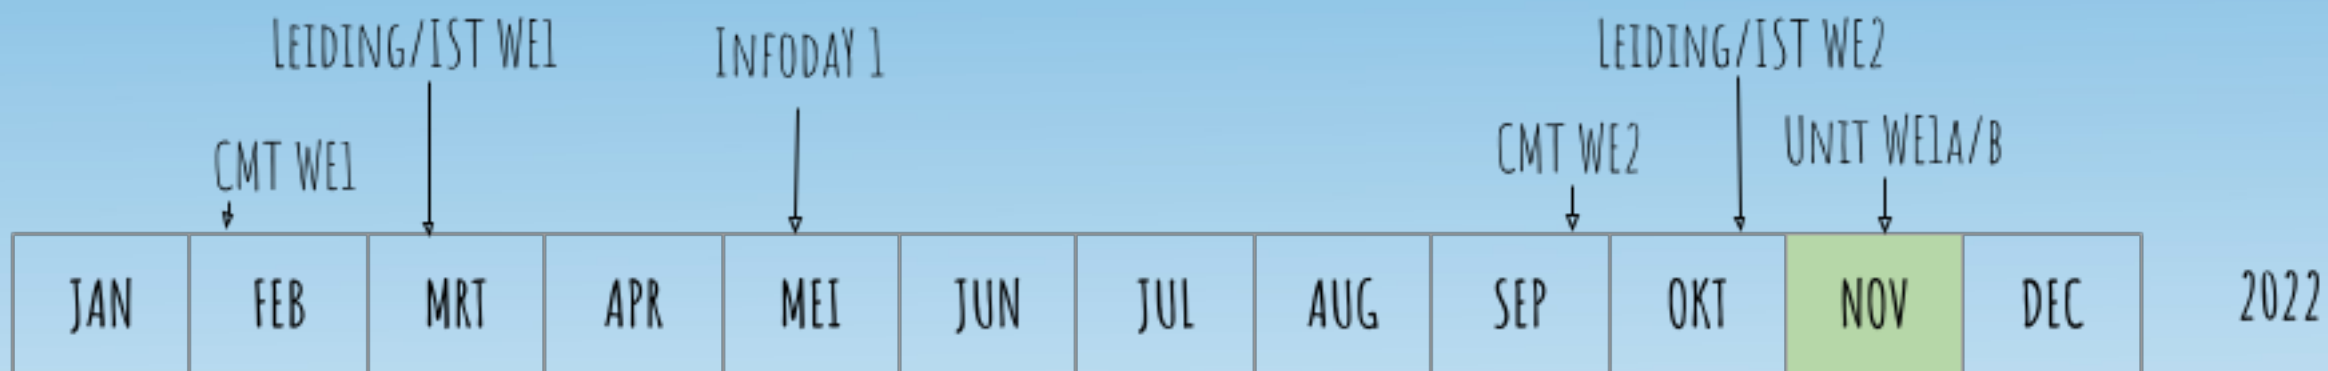 Leiding/IST WE1
Infoday 1
Leiding/IST WE2
CMT WE1
CMT WE2
Unit WE1a/b
JAN FEB MRT APR MEI JUN JUL AUG SEP OKT NOV DEC 2022